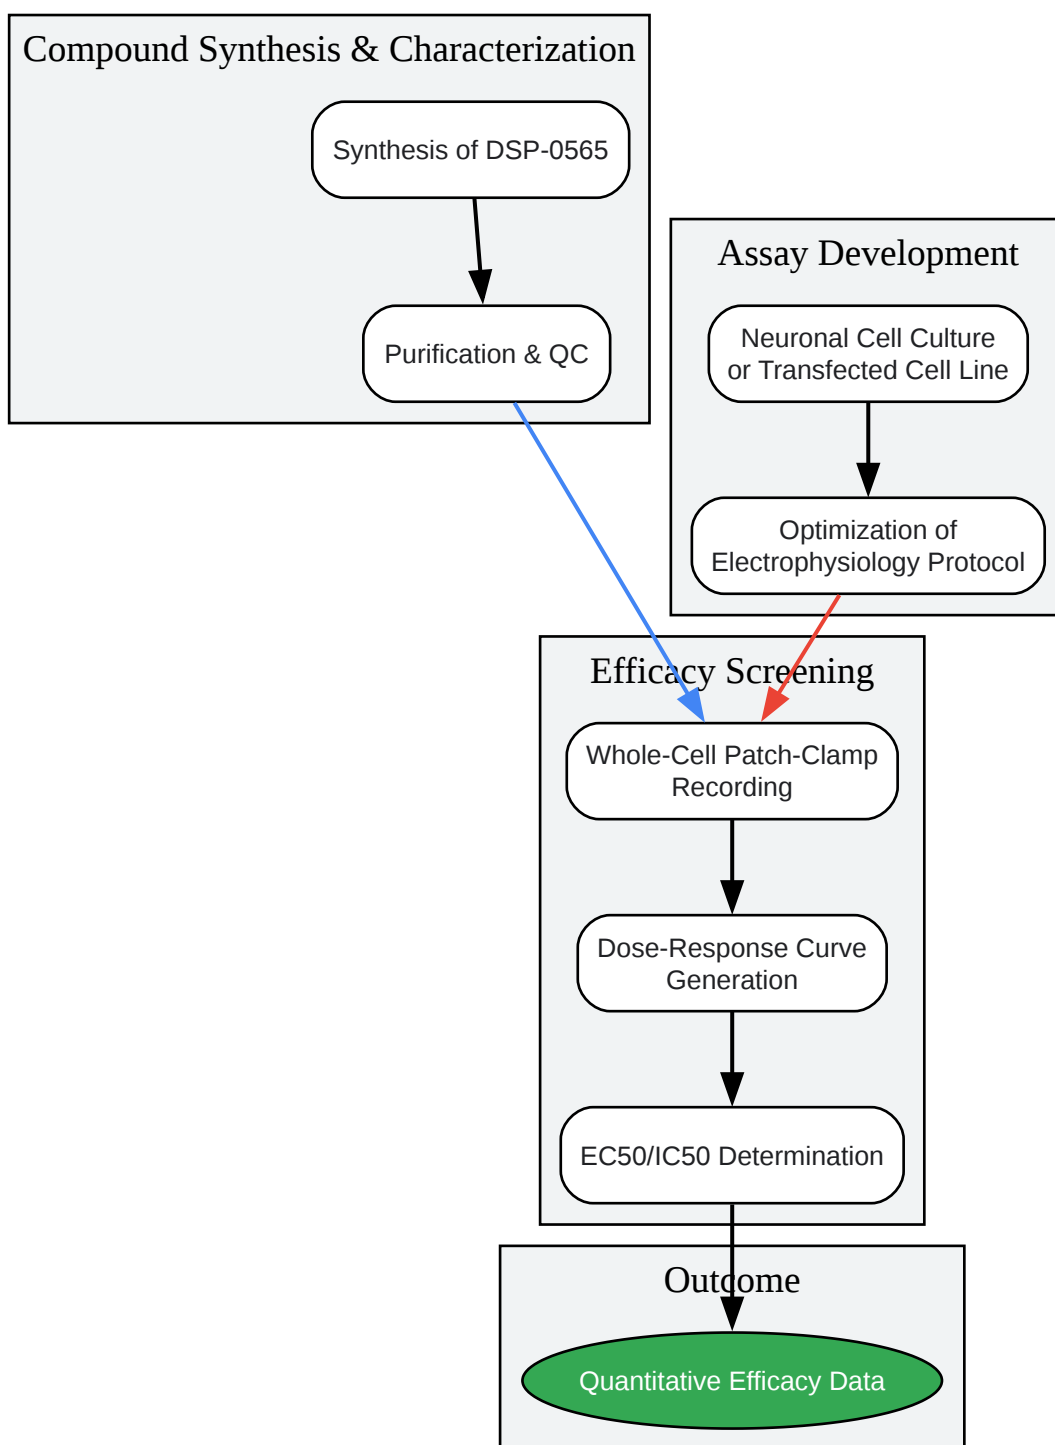 Compound Synthesis & Characterization
Synthesis of DSP-0565
Purification & QC
Assay Development
Neuronal Cell Culture
or Transfected Cell Line
Optimization of
Electrophysiology Protocol
Efficacy Screening
Whole-Cell Patch-Clamp
Recording
Dose-Response Curve
Generation
EC50/IC50 Determination
Outcome
Quantitative Efficacy Data